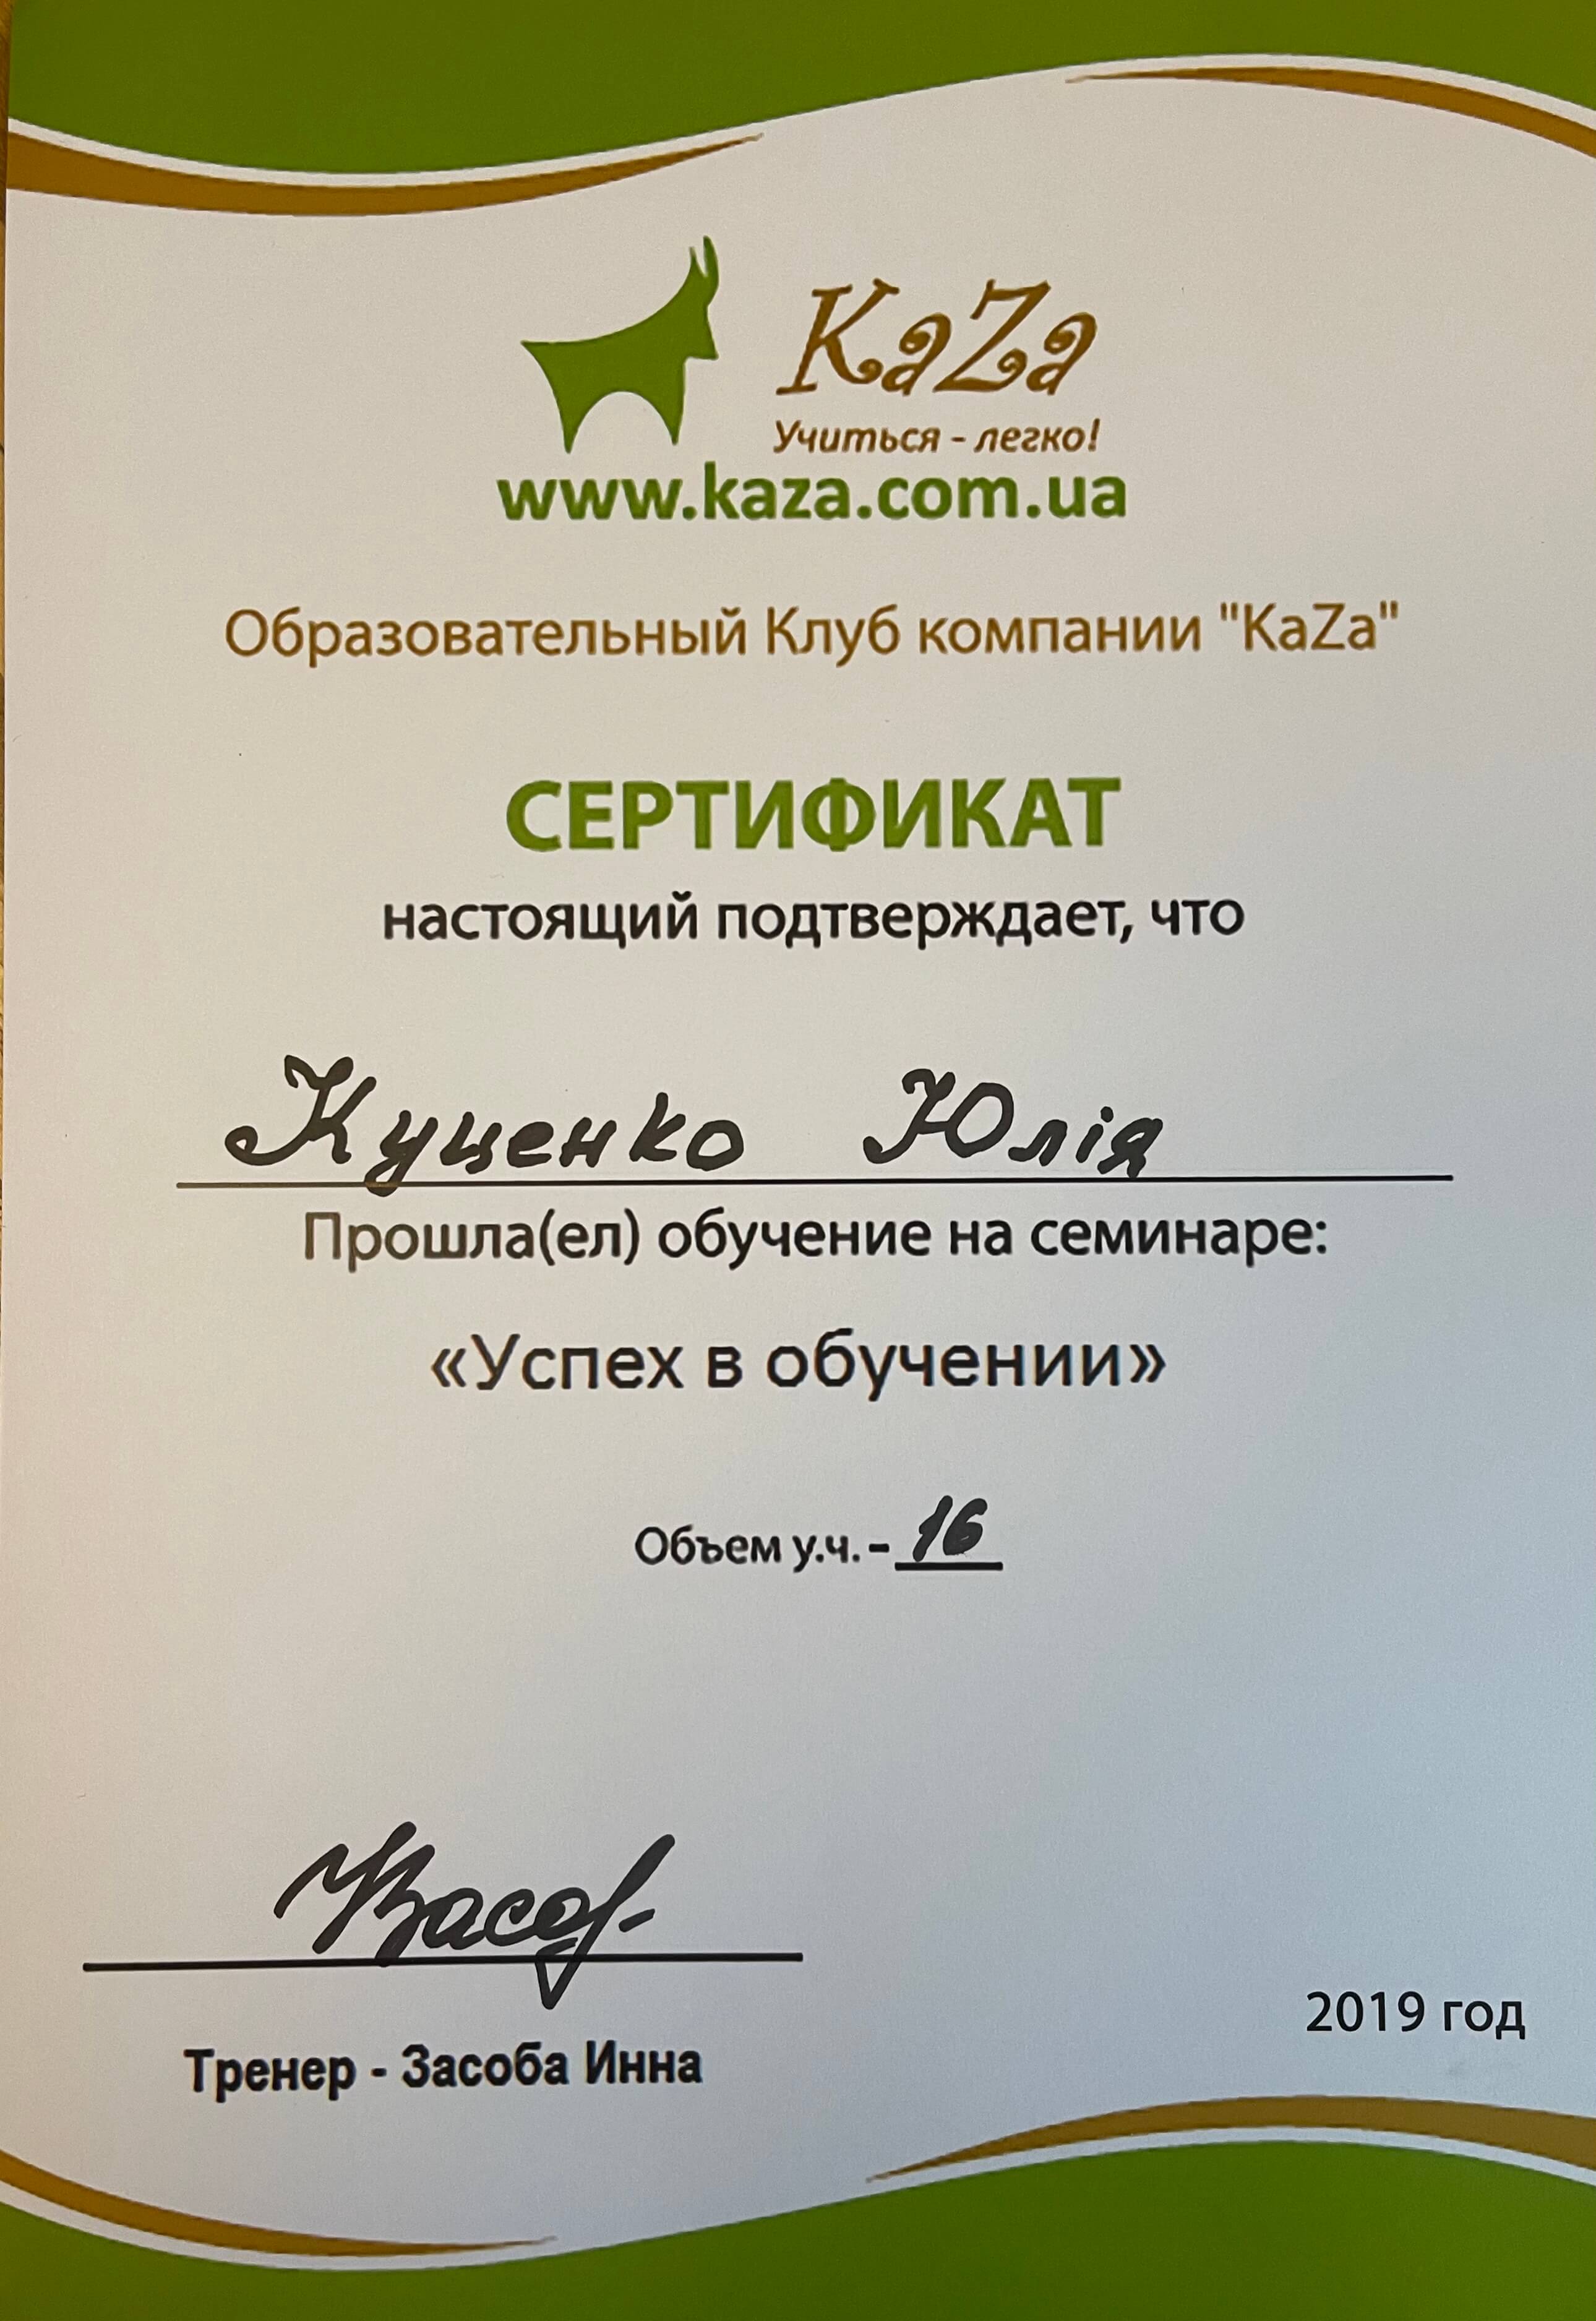 KaZa
Учиться - легко!
www.kaza.com.ua
Образовательный Клуб компании "KaZa"
СЕРТИФИКАТ
настоящий подтверждает, что
Куценко Юлія
Прошла(ел) обучение на семинаре:
«Успех в обучении»
Объем у.ч. - 16
2019 год
Тренер - Засоба Инна